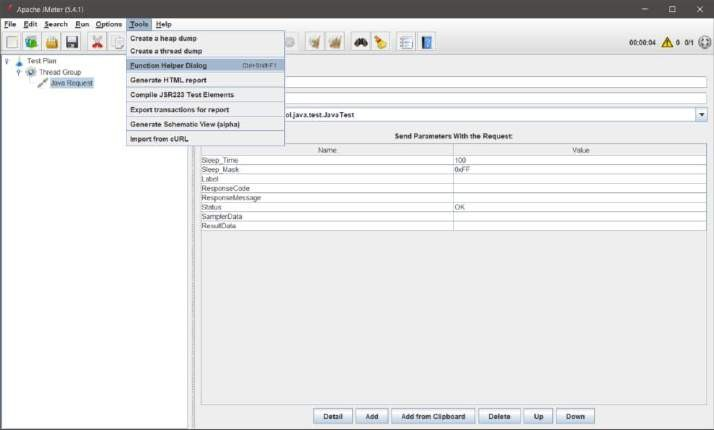 Apache JMeter (5.4.1)
File Edit Search Run Options Tools Help
Create a heap dump
Create a thread dump
Function Helper Dialog Ctrl+Shift+F1
Generate HTML report
Compile JSR223 Test Elements
Export transactions for report
Generate Schematic View (alpha)
Import from cURL
00:00:04 0 0/1
Test Plan
Thread Group
Java Request
ol.java.test.JavaTest
Send Parameters With the Request:
Name Value
Sleep_Time 100
Sleep_Mask 0xFF
Label
ResponseCode
ResponseMessage
Status OK
SamplerData
ResultData
Detail Add Add from Clipboard Delete Up Down